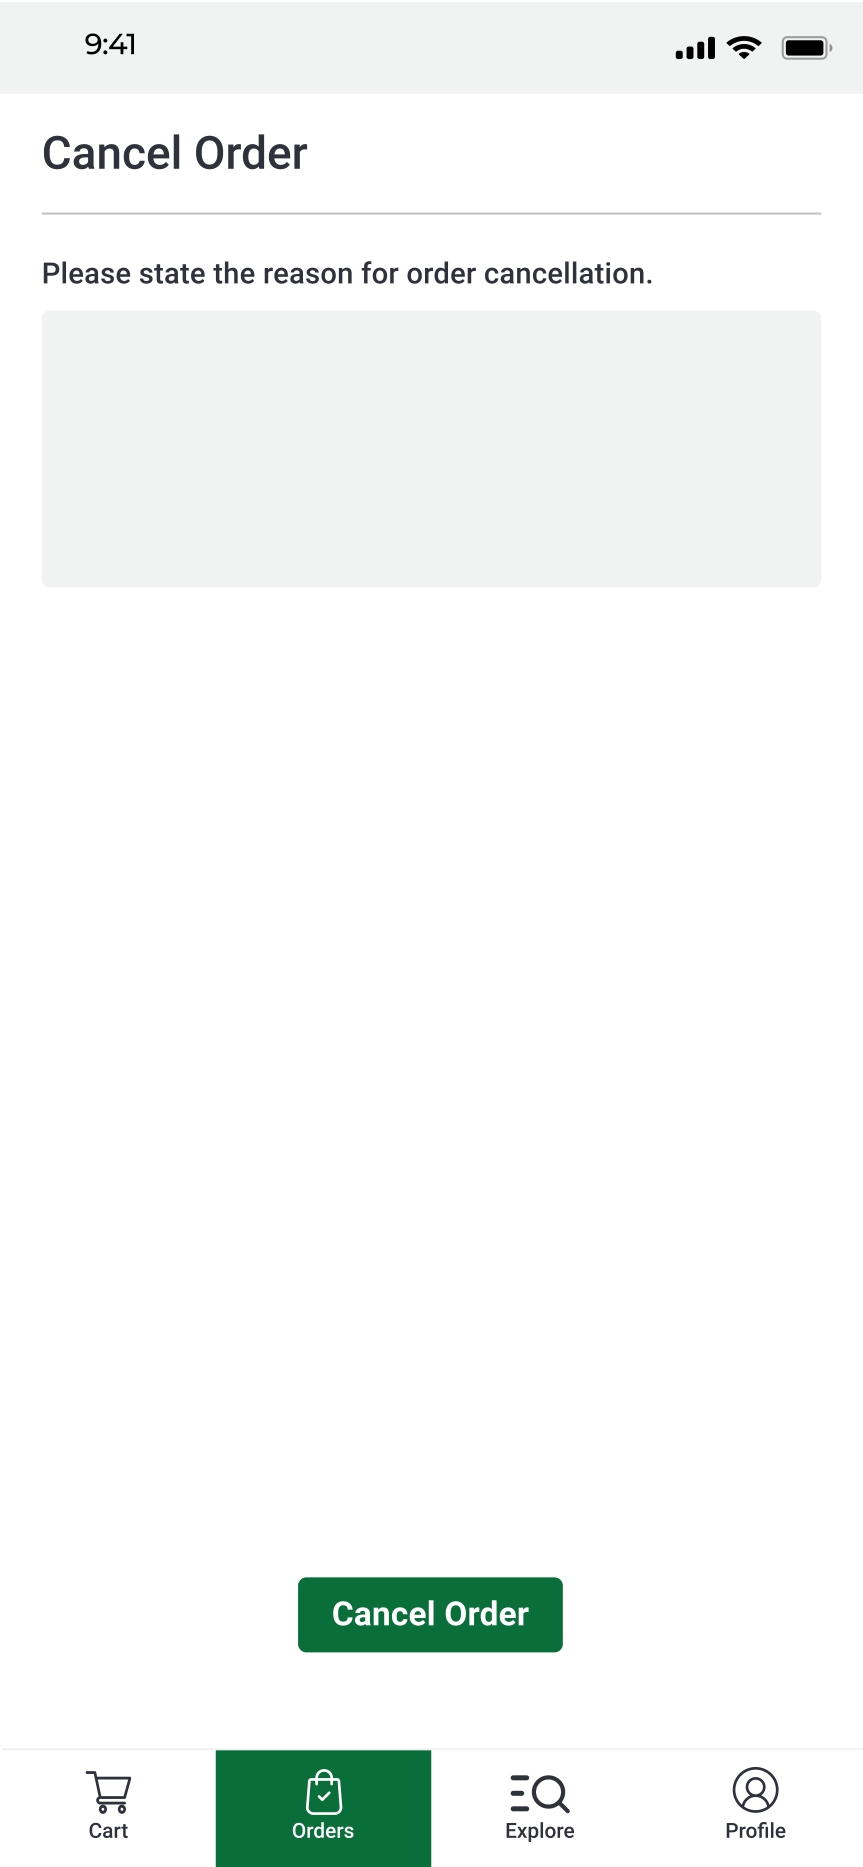 9:41
Cancel Order
Please state the reason for order cancellation.
Cancel Order
Cart
Orders
Explore
Profile